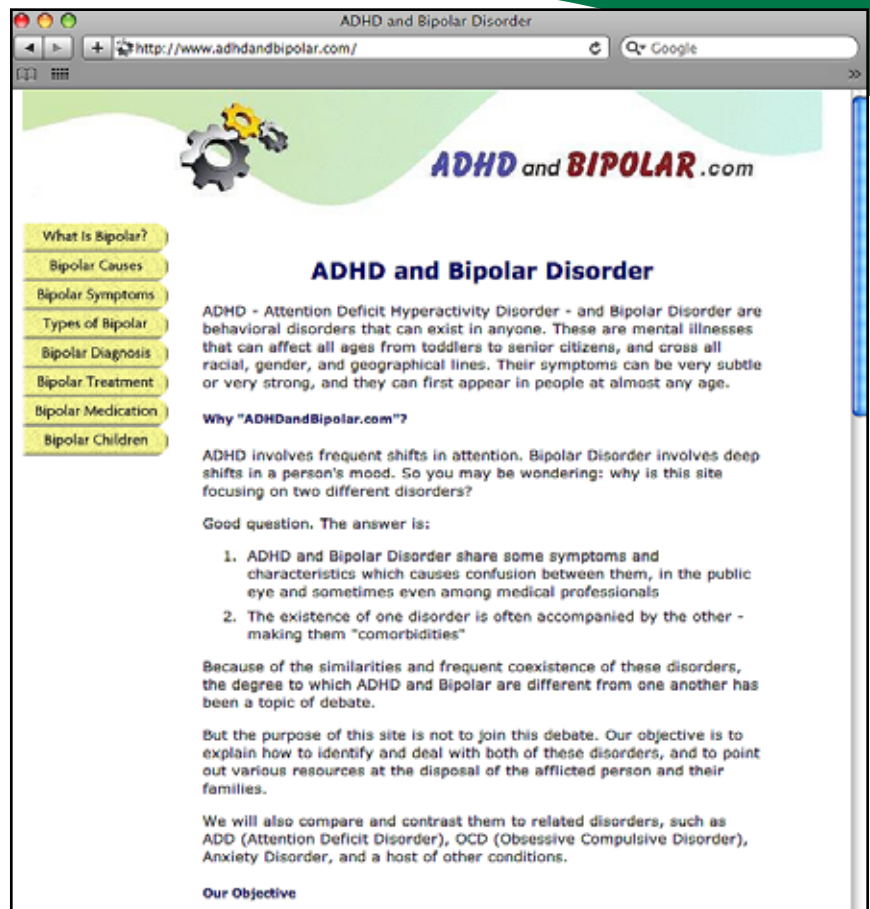 ADHD and Bipolar Disorder
http://www.adhdandbipolar.com/
Google
ADHD and BIPOLAR.com
What Is Bipolar?
Bipolar Causes
Bipolar Symptoms
Types of Bipolar
Bipolar Diagnosis
Bipolar Treatment
Bipolar Medication
Bipolar Children
ADHD and Bipolar Disorder
ADHD - Attention Deficit Hyperactivity Disorder - and Bipolar Disorder are
behavioral disorders that can exist in anyone. These are mental illnesses
that can affect all ages from toddlers to senior citizens, and cross all
racial, gender, and geographical lines. Their symptoms can be very subtle
or very strong, and they can first appear in people at almost any age.
Why "ADHDandBipolar.com"?
ADHD involves frequent shifts in attention. Bipolar Disorder involves deep
shifts in a person's mood. So you may be wondering: why is this site
focusing on two different disorders?
Good question. The answer is:
1. ADHD and Bipolar Disorder share some symptoms and
characteristics which causes confusion between them, in the public
eye and sometimes even among medical professionals
2. The existence of one disorder is often accompanied by the other -
making them "comorbidities"
Because of the similarities and frequent coexistence of these disorders,
the degree to which ADHD and Bipolar are different from one another has
been a topic of debate.
But the purpose of this site is not to join this debate. Our objective is to
explain how to identify and deal with both of these disorders, and to point
out various resources at the disposal of the afflicted person and their
families.
We will also compare and contrast them to related disorders, such as
ADD (Attention Deficit Disorder), OCD (Obsessive Compulsive Disorder),
Anxiety Disorder, and a host of other conditions.
Our Objective